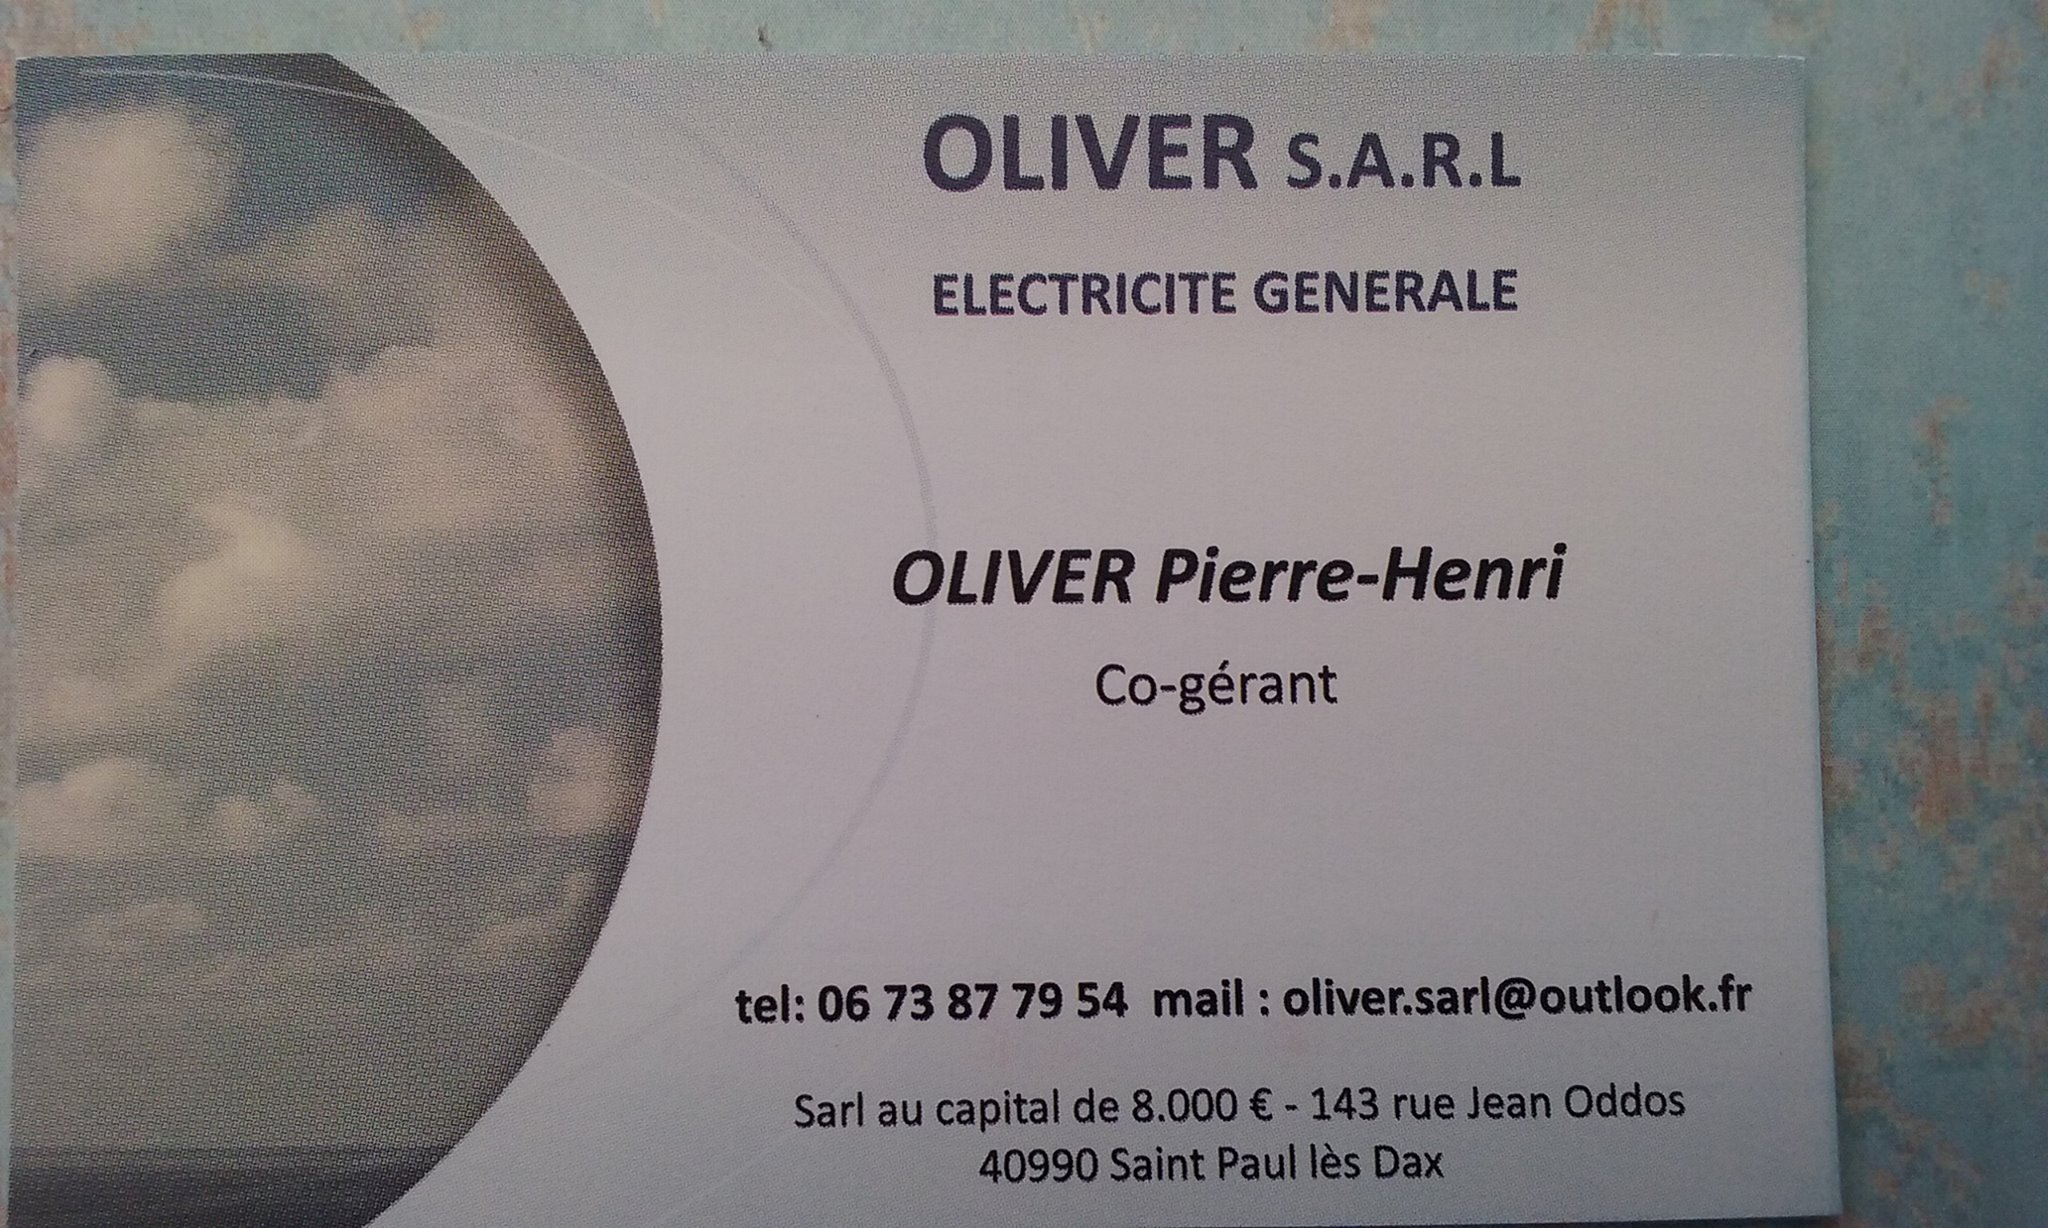 OLIVER S.A.R.L
ELECTRICITE GENERALE
OLIVER Pierre-Henri
Co-gérant
tel: 06 73 87 79 54 mail : oliver.sarl@outlook.fr
Sarl au capital de 8.000 € - 143 rue Jean Oddos
40990 Saint Paul lès Dax